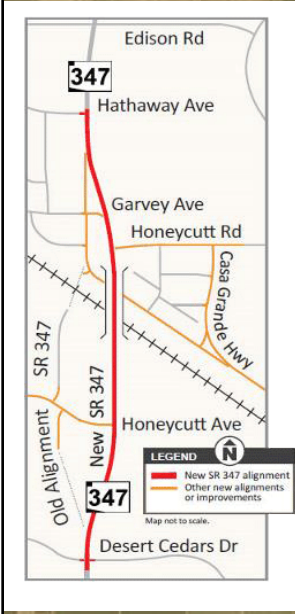 Edison Rd
347
Hathaway Ave
Garvey Ave
Honeycutt Rd
Casa Grande Hwy
SR 347
New SR 347
Honeycutt Ave
Old Alignment
LEGEND
N
New SR 347 alignment
Other new alignments
or improvements
347
Map not to scale.
Desert Cedars Dr